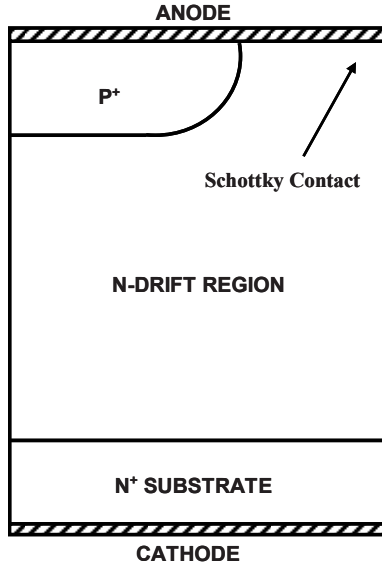 ANODE
P⁺
Schottky Contact
N-DRIFT REGION
N⁺ SUBSTRATE
CATHODE